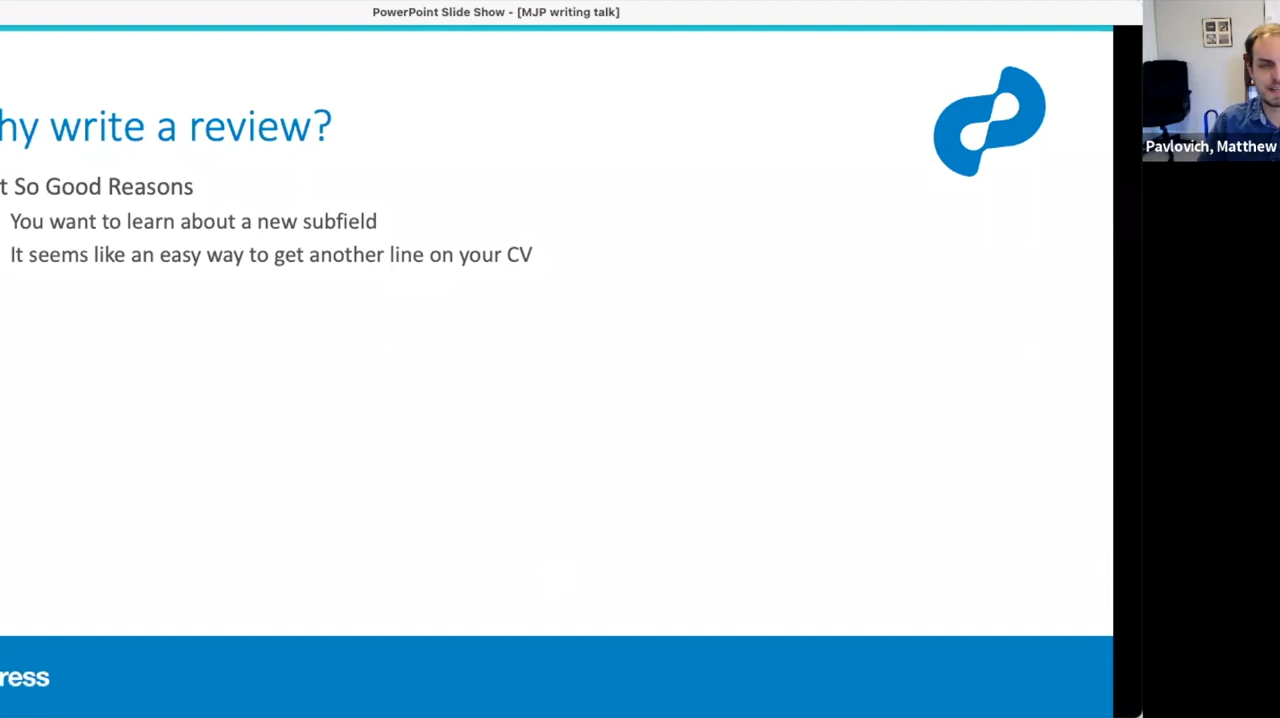 PowerPoint Slide Show - [MJP writing talk]
hy write a review?
t So Good Reasons
You want to learn about a new subfield
It seems like an easy way to get another line on your CV
Pavlovich, Matthew
ress